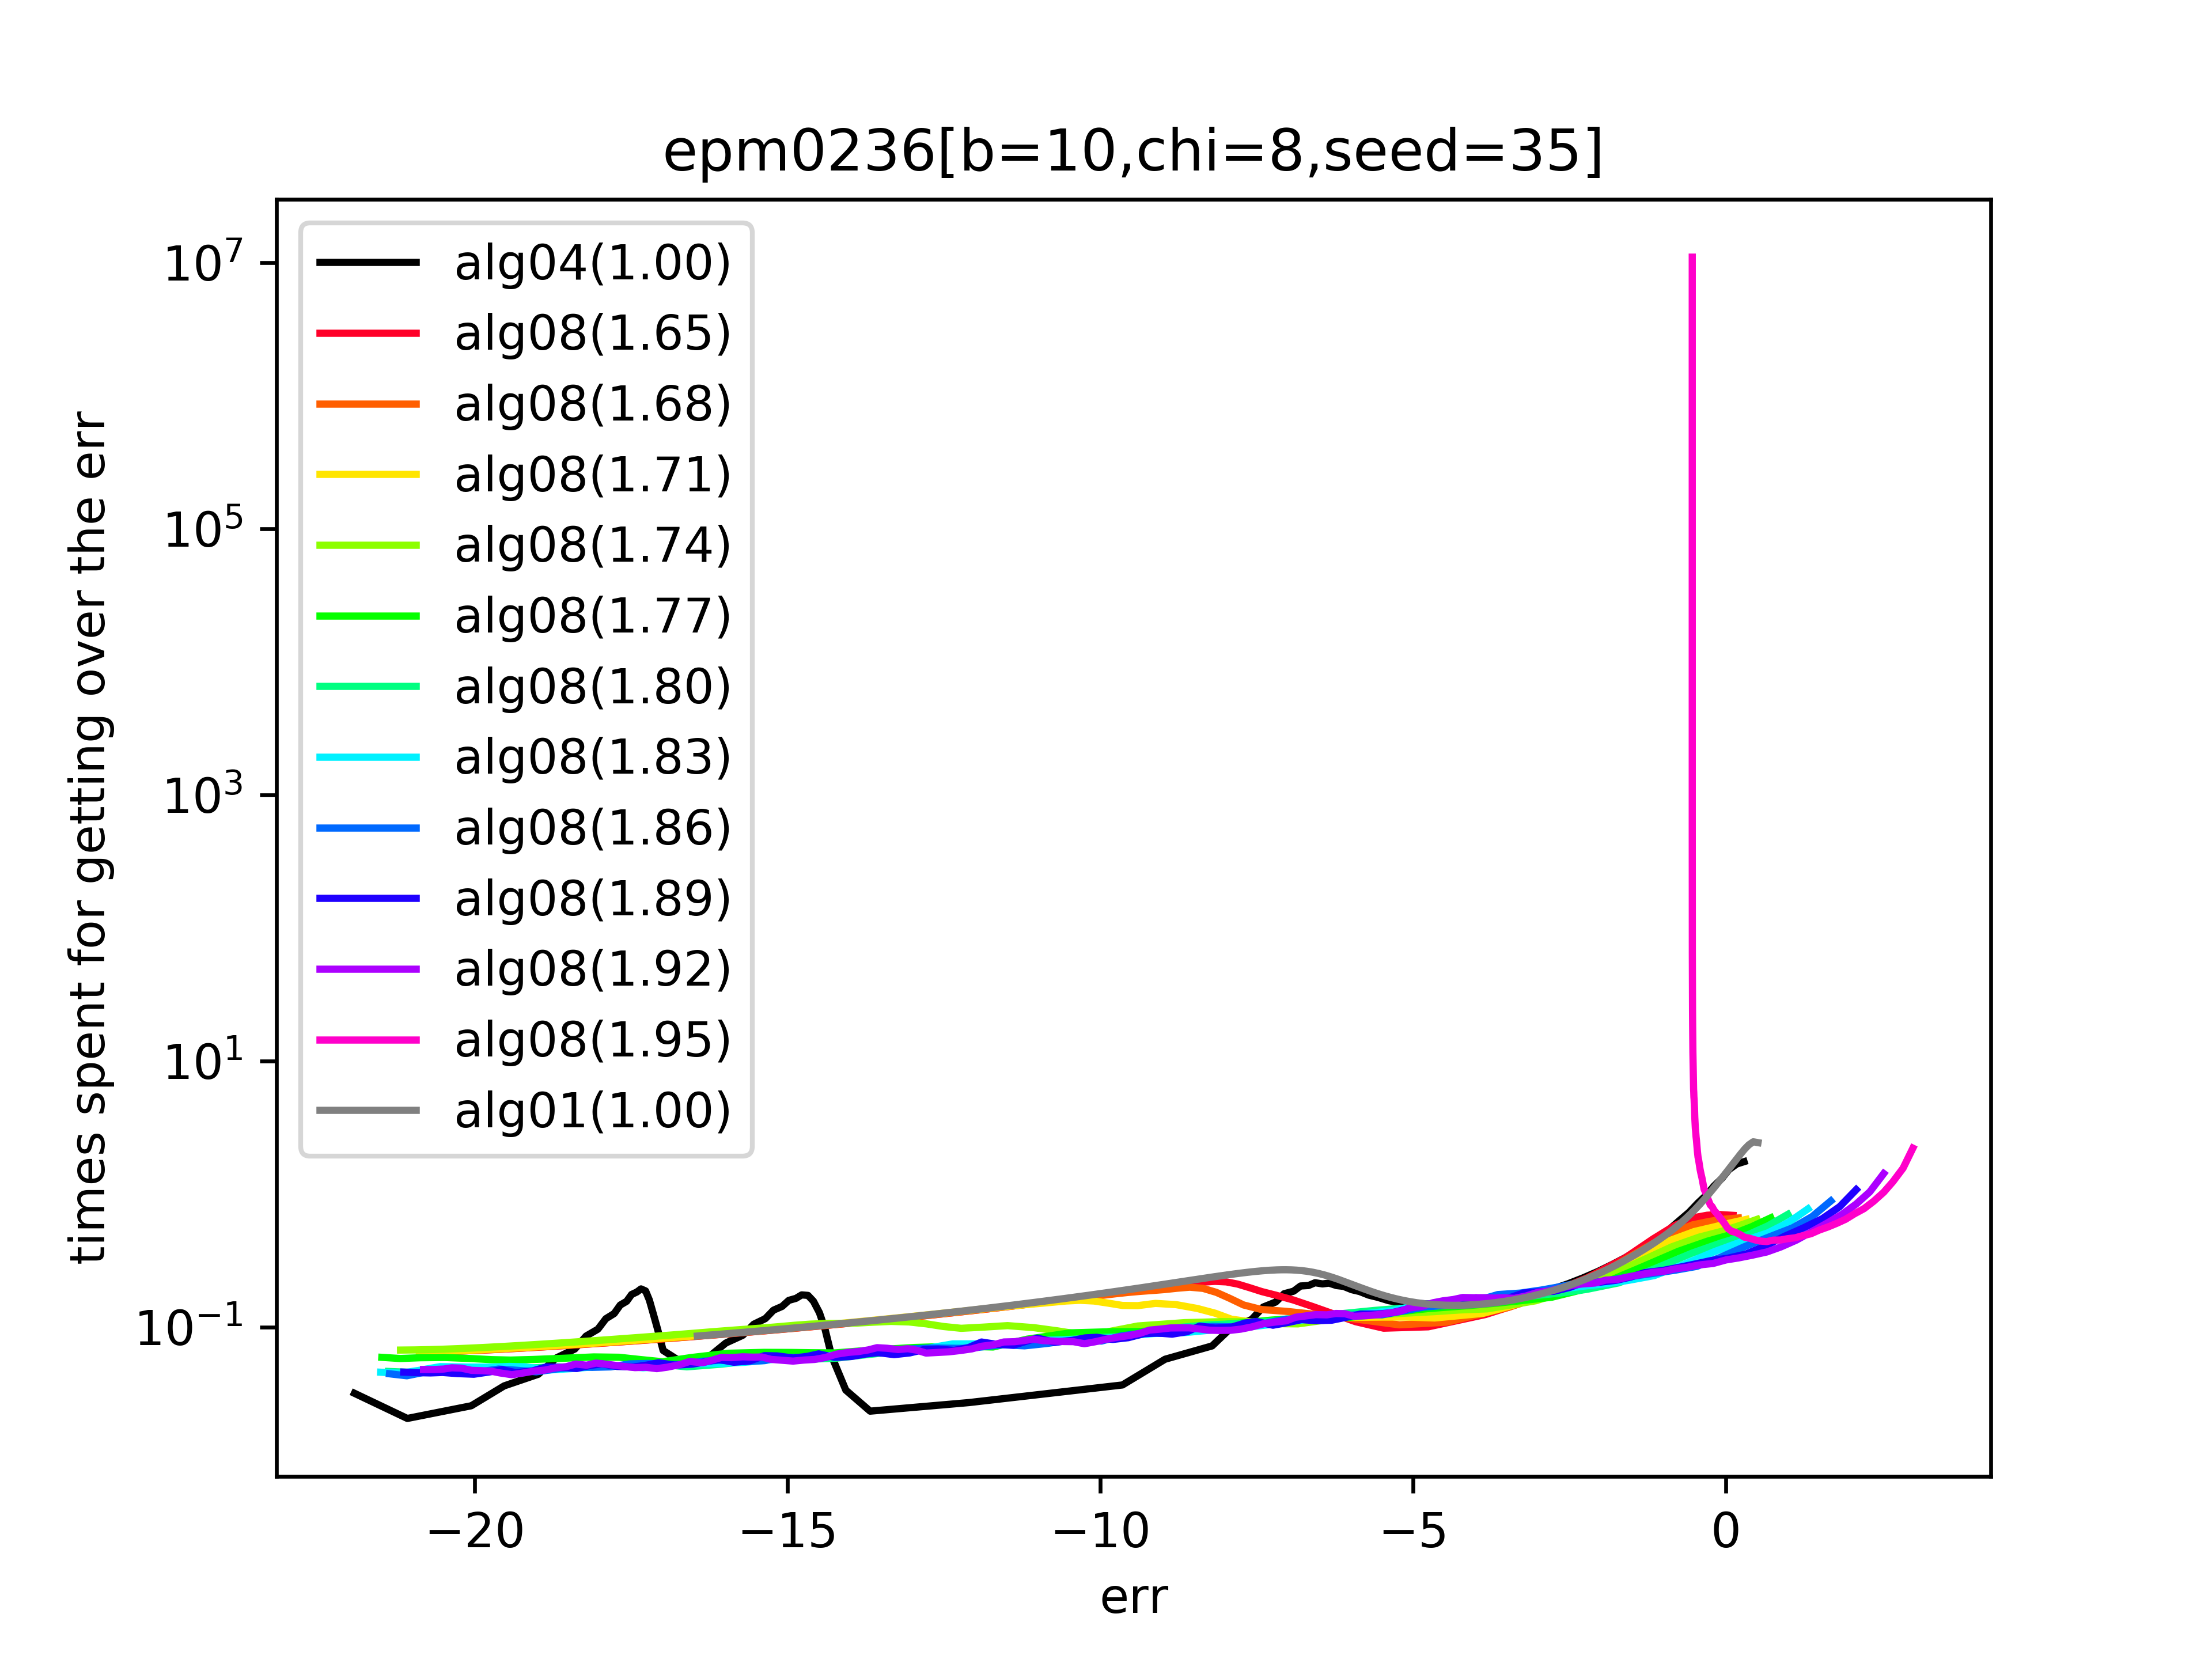 epm0236[b=10,chi=8,seed=35]
times spent for getting over the err
10^7
10^5
10^3
10^1
10^−1
alg04(1.00)
alg08(1.65)
alg08(1.68)
alg08(1.71)
alg08(1.74)
alg08(1.77)
alg08(1.80)
alg08(1.83)
alg08(1.86)
alg08(1.89)
alg08(1.92)
alg08(1.95)
alg01(1.00)
−20 −15 −10 −5 0
err